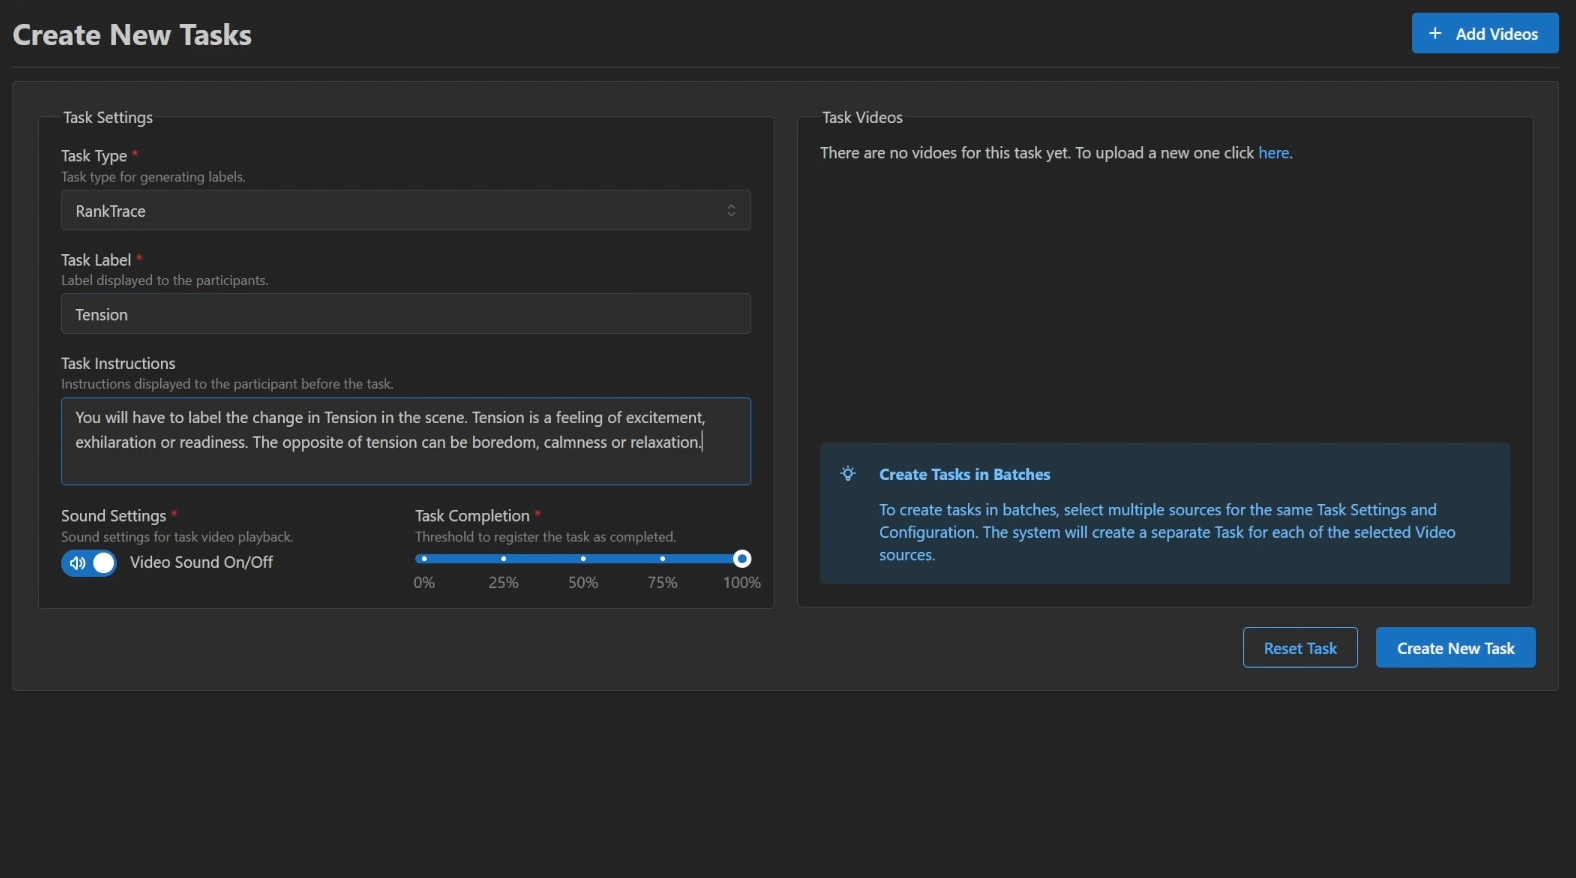 Create New Tasks
+ Add Videos
Task Settings
Task Type *
Task type for generating labels.
RankTrace
Task Label *
Label displayed to the participants.
Tension
Task Instructions
Instructions displayed to the participant before the task.
You will have to label the change in Tension in the scene. Tension is a feeling of excitement,
exhilaration or readiness. The opposite of tension can be boredom, calmness or relaxation.
Sound Settings *
Sound settings for task video playback.
Video Sound On/Off
Task Completion *
Threshold to register the task as completed.
0% 25% 50% 75% 100%
Task Videos
There are no vidoes for this task yet. To upload a new one click here.
Create Tasks in Batches
To create tasks in batches, select multiple sources for the same Task Settings and
Configuration. The system will create a separate Task for each of the selected Video
sources.
Reset Task
Create New Task